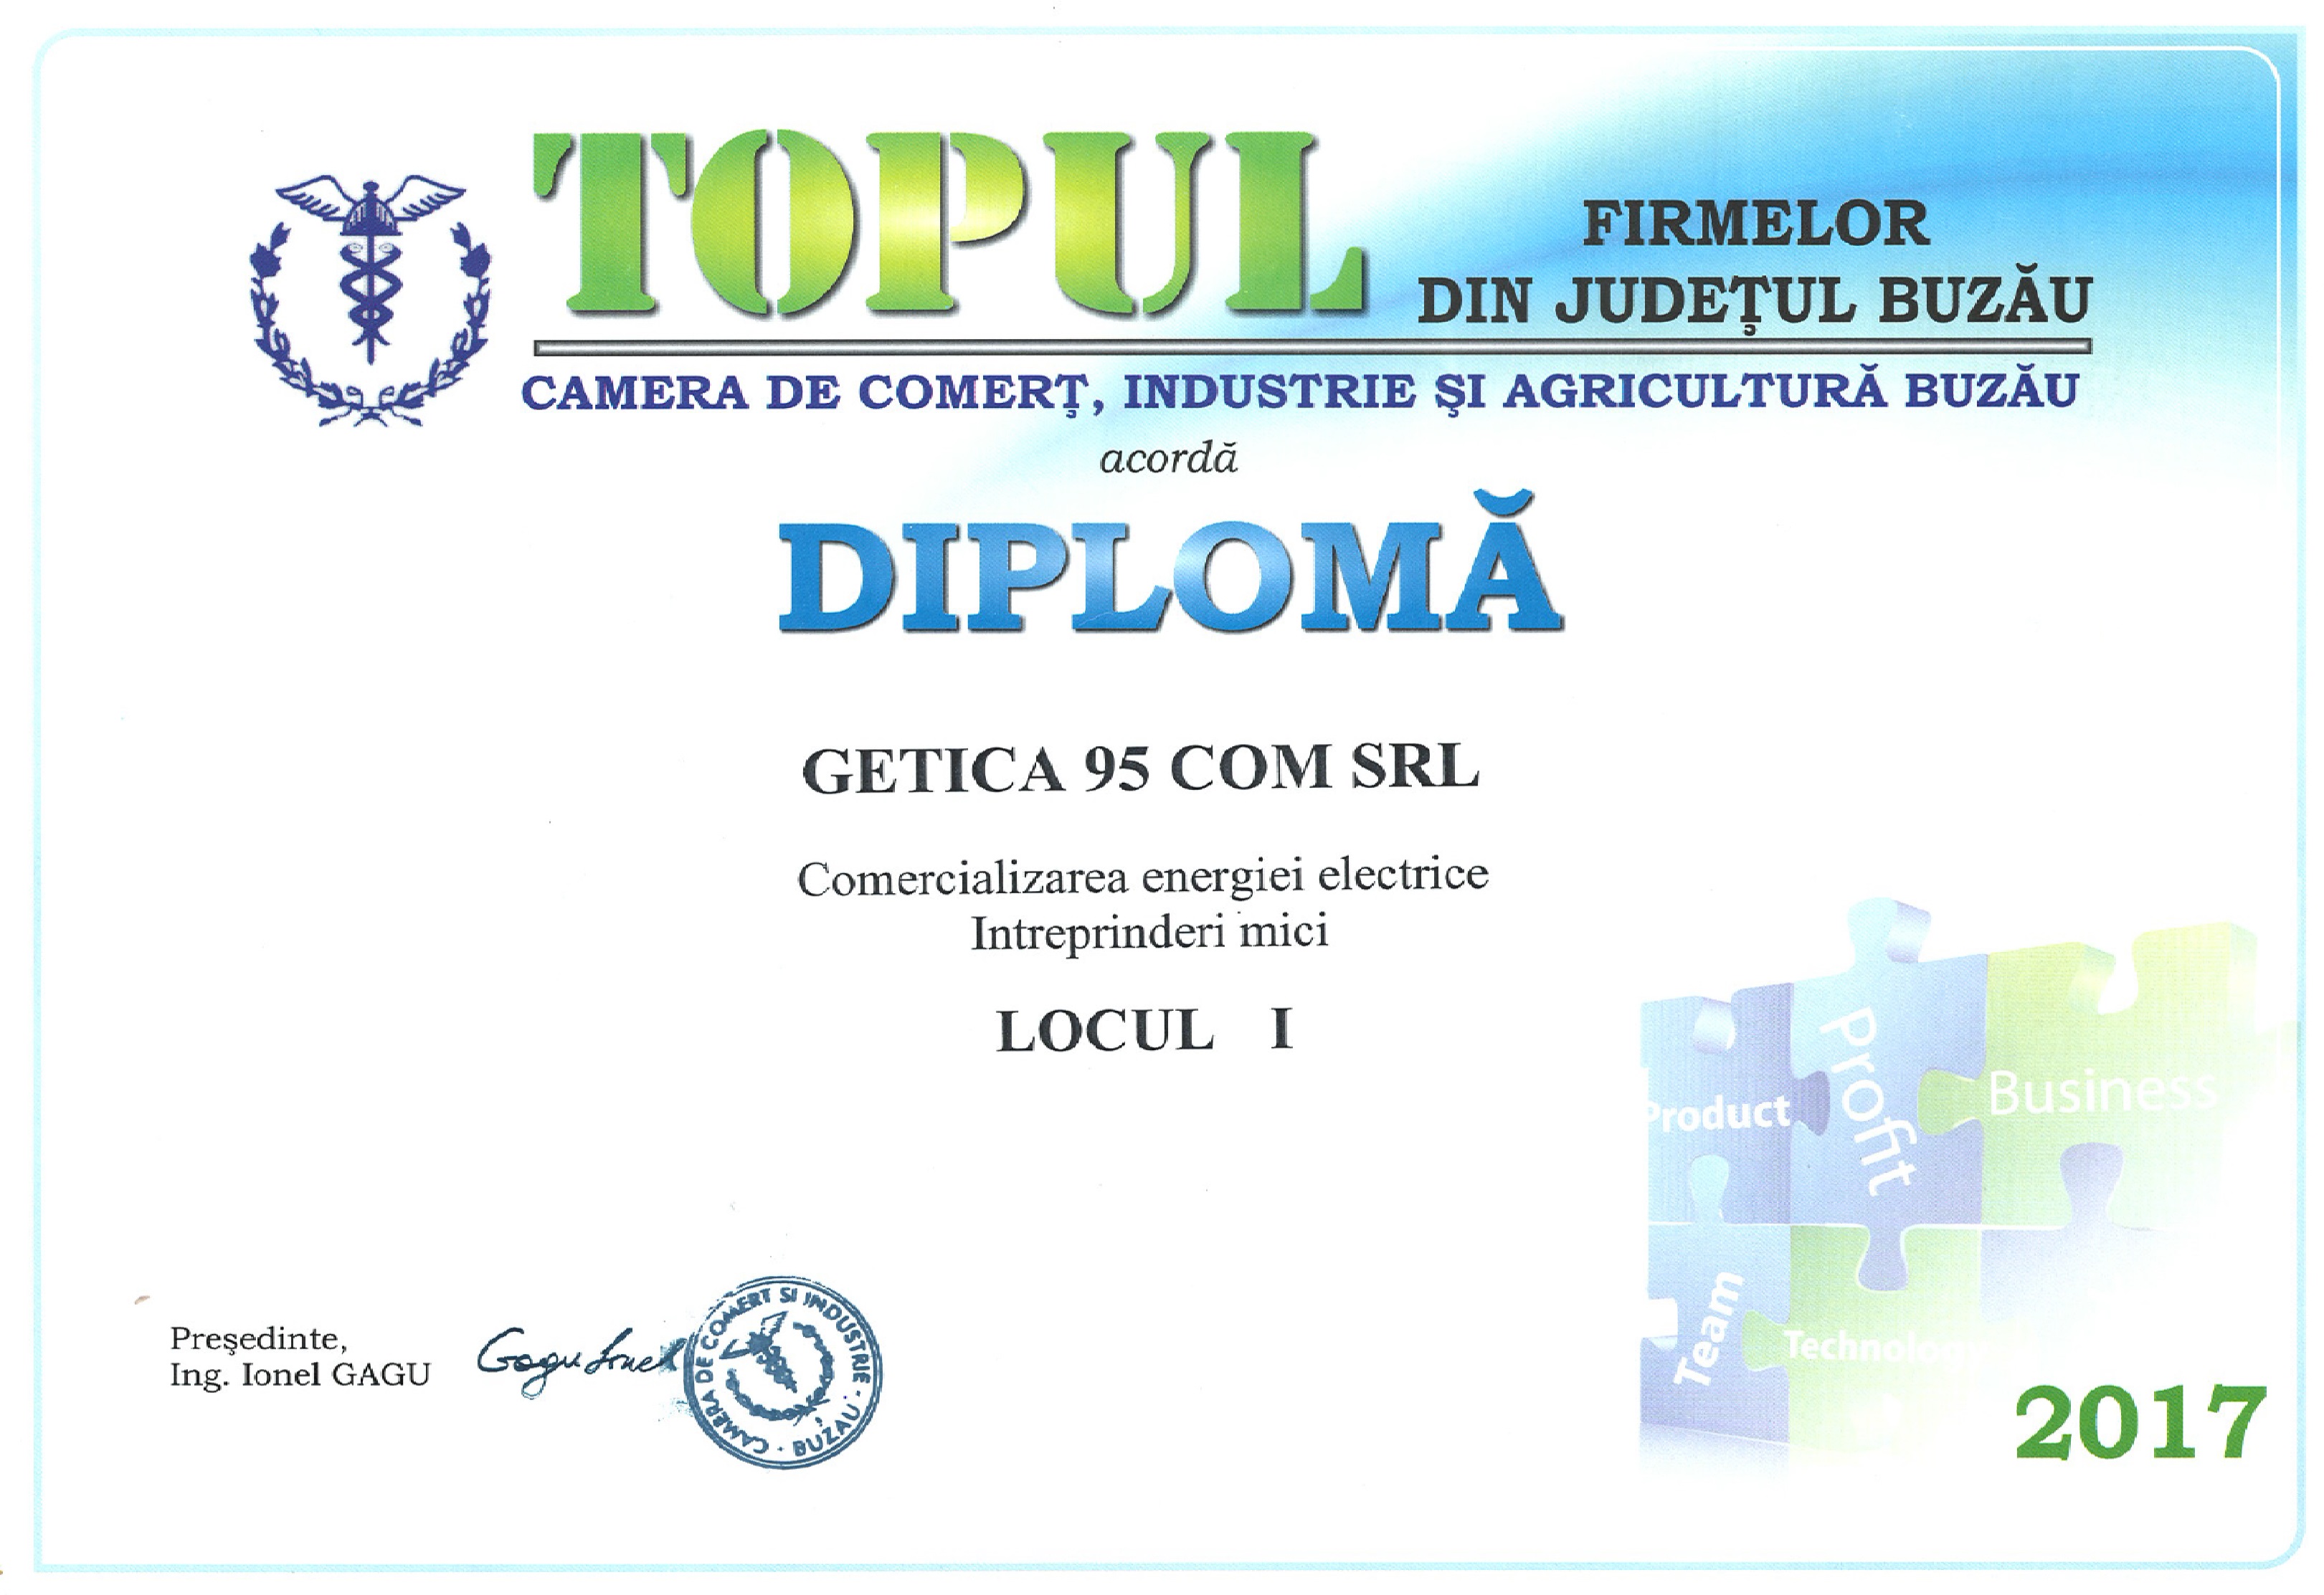 TOPUL
FIRMELOR
DIN JUDEŢUL BUZĂU
CAMERA DE COMERŢ, INDUSTRIE ŞI AGRICULTURĂ BUZĂU
acordă
DIPLOMĂ
GETICA 95 COM SRL
Comercializarea energiei electrice
Intreprinderi mici
LOCUL I
Profit
Business
Product
Team
Technology
Preşedinte,
Ing. Ionel GAGU
Gagu Ionel
CAMERA DE COMERT SI INDUSTRIE · BUZĂU ·
2017